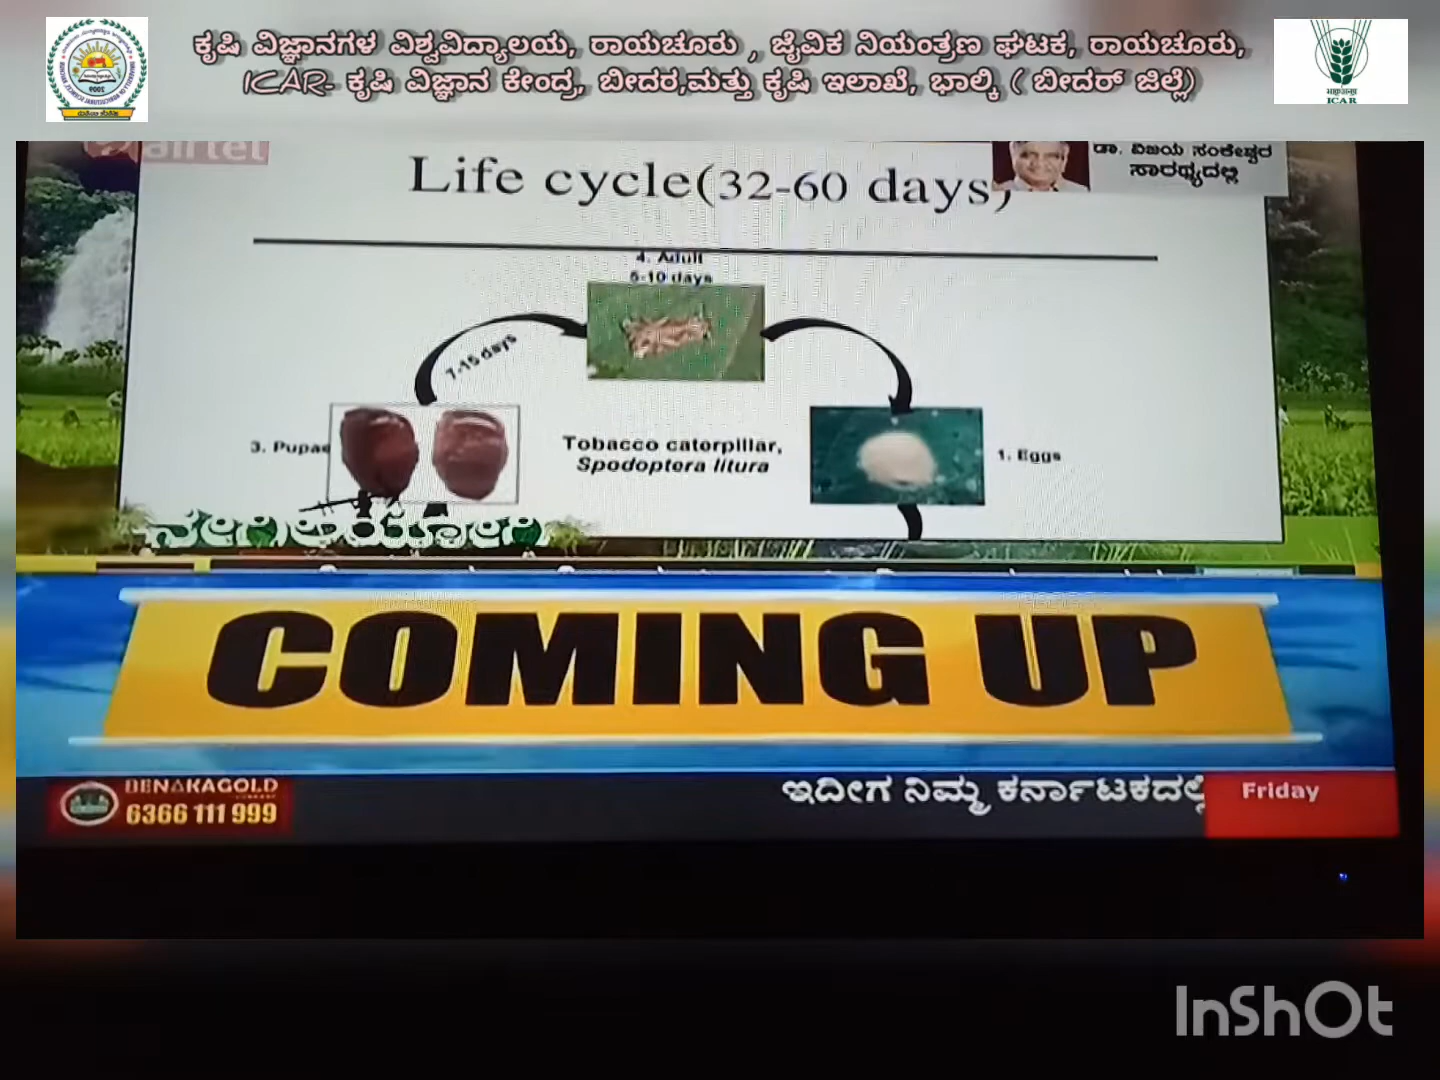 ಕೃಷಿ ವಿಜ್ಞಾನಗಳ ವಿಶ್ವವಿದ್ಯಾಲಯ, ರಾಯಚೂರು , ಜೈವಿಕ ನಿಯಂತ್ರಣ ಘಟಕ, ರಾಯಚೂರು,
ICAR- ಕೃಷಿ ವಿಜ್ಞಾನ ಕೇಂದ್ರ, ಬೀದರ,ಮತ್ತು ಕೃಷಿ ಇಲಾಖೆ, ಭಾಲ್ಕಿ ( ಬೀದರ್ ಜಿಲ್ಲೆ)
ICAR
2009
airtel
ಡಾ. ವಿಜಯ ಸಂಕೇಶ್ವರ
ಸಾರಥ್ಯದಲ್ಲಿ
Life cycle(32-60 days)
4. Adult
5-10 days
7-15 days
3. Pupae
Tobacco caterpillar,
Spodoptera litura
1. Eggs
COMING UP
BENAKAGOLD
6366 111 999
ಇದೀಗ ನಿಮ್ಮ ಕರ್ನಾಟಕದಲ್ಲಿ
Friday
InShOt